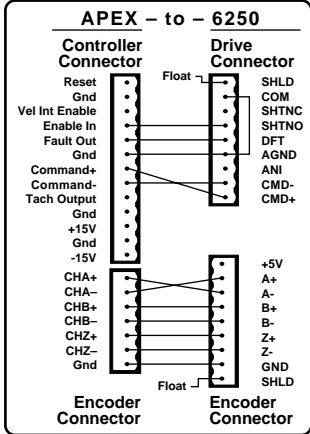 APEX – to – 6250
Controller Connector
Drive Connector
Float
Reset
Gnd
Vel Int Enable
Enable In
Fault Out
Gnd
Command+
Command-
Tach Output
Gnd
+15V
Gnd
-15V
SHLD
COM
SHTNC
SHTNO
DFT
AGND
ANI
CMD-
CMD+
CHA+
CHA–
CHB+
CHB–
CHZ+
CHZ–
Gnd
+5V
A+
A-
B+
B-
Z+
Z-
GND
SHLD
Float
Encoder Connector
Encoder Connector